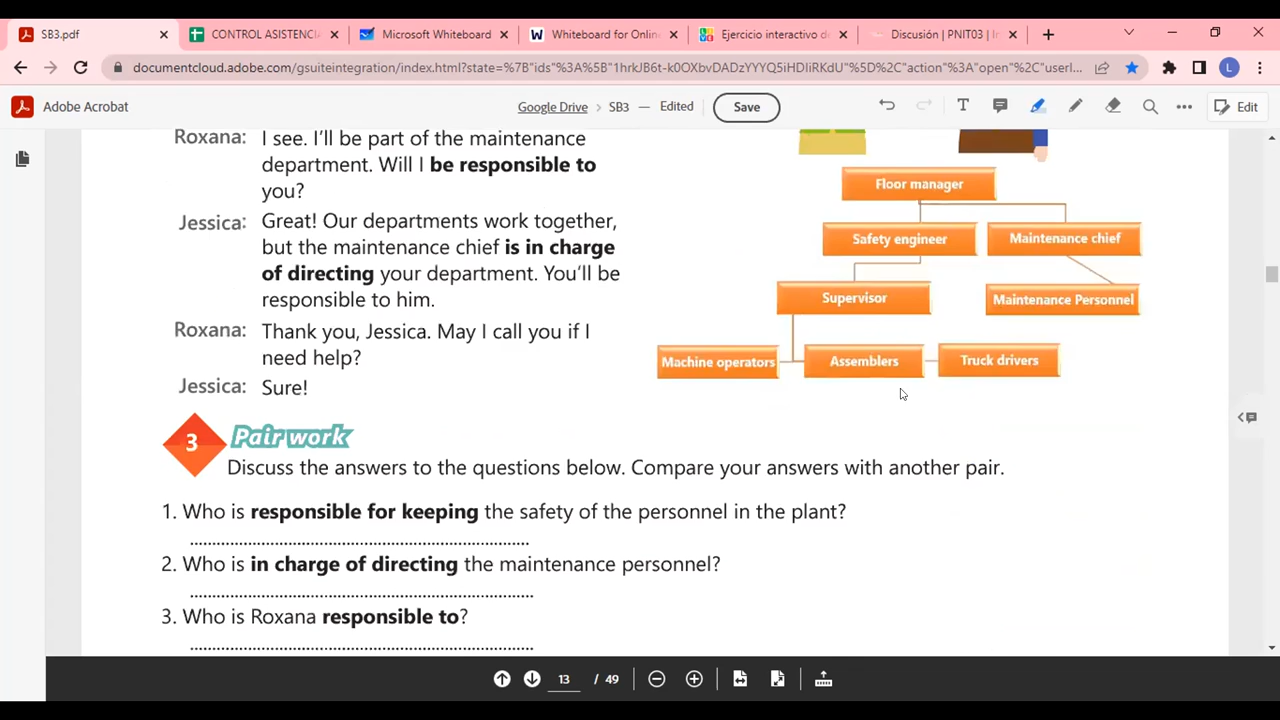 SB3.pdf
CONTROL ASISTENCI
Microsoft Whiteboard
Whiteboard for Onlin
Ejercicio interactivo d
Discusión | PNIT03 | In
documentcloud.adobe.com/gsuiteintegration/index.html?state=%7B"ids"%3A%5B"1hrkJB6t-k0OXbvDADzYYYQ5iHDIiRKdU"%5D%2C"action"%3A"open"%2C"userI...
L
Adobe Acrobat
Google Drive > SB3 — Edited
Save
Edit
Roxana: I see. I'll be part of the maintenance
department. Will I be responsible to
you?
Jessica: Great! Our departments work together,
but the maintenance chief is in charge
of directing your department. You'll be
responsible to him.
Roxana: Thank you, Jessica. May I call you if I
need help?
Jessica: Sure!
Floor manager
Safety engineer
Maintenance chief
Supervisor
Maintenance Personnel
Machine operators
Assemblers
Truck drivers
3 Pair work
Discuss the answers to the questions below. Compare your answers with another pair.
1. Who is responsible for keeping the safety of the personnel in the plant?
2. Who is in charge of directing the maintenance personnel?
3. Who is Roxana responsible to?
13 / 49